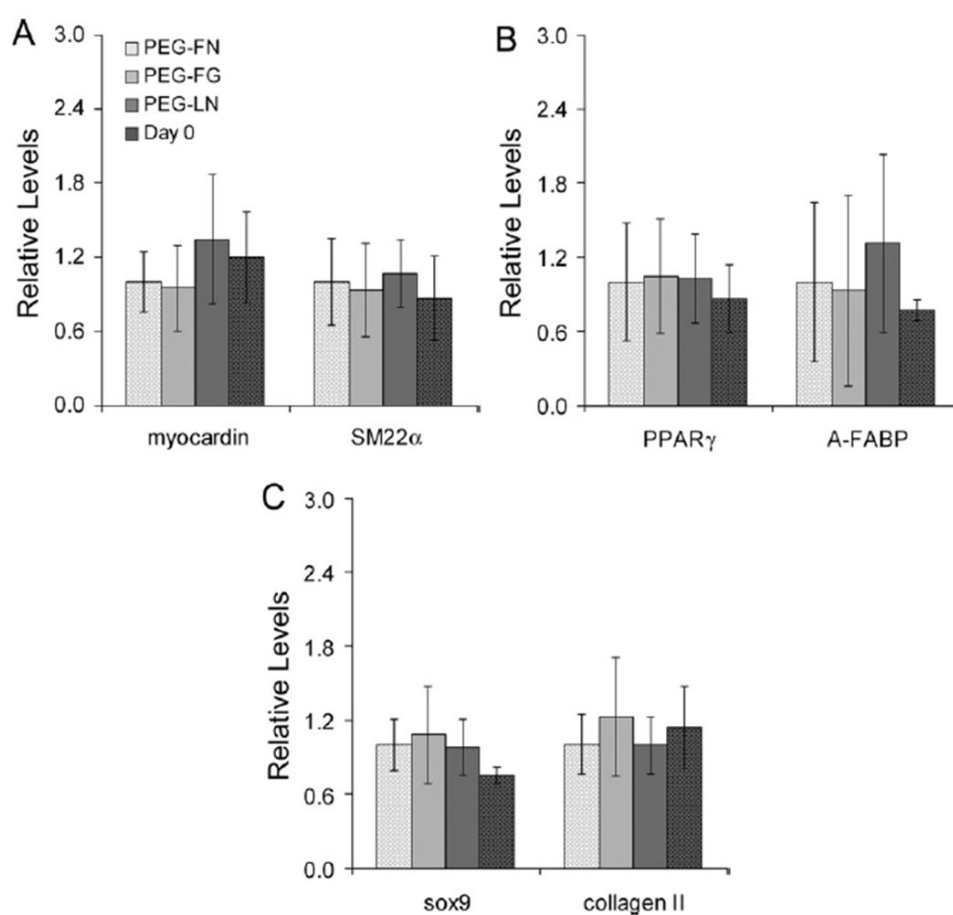 A
3.0
2.4
1.8
1.2
0.6
0.0
Relative Levels
PEG-FN
PEG-FG
PEG-LN
Day 0
myocardin SM22α
B
3.0
2.4
1.8
1.2
0.6
0.0
Relative Levels
PPARγ A-FABP
C
3.0
2.4
1.8
1.2
0.6
0.0
Relative Levels
sox9 collagen II